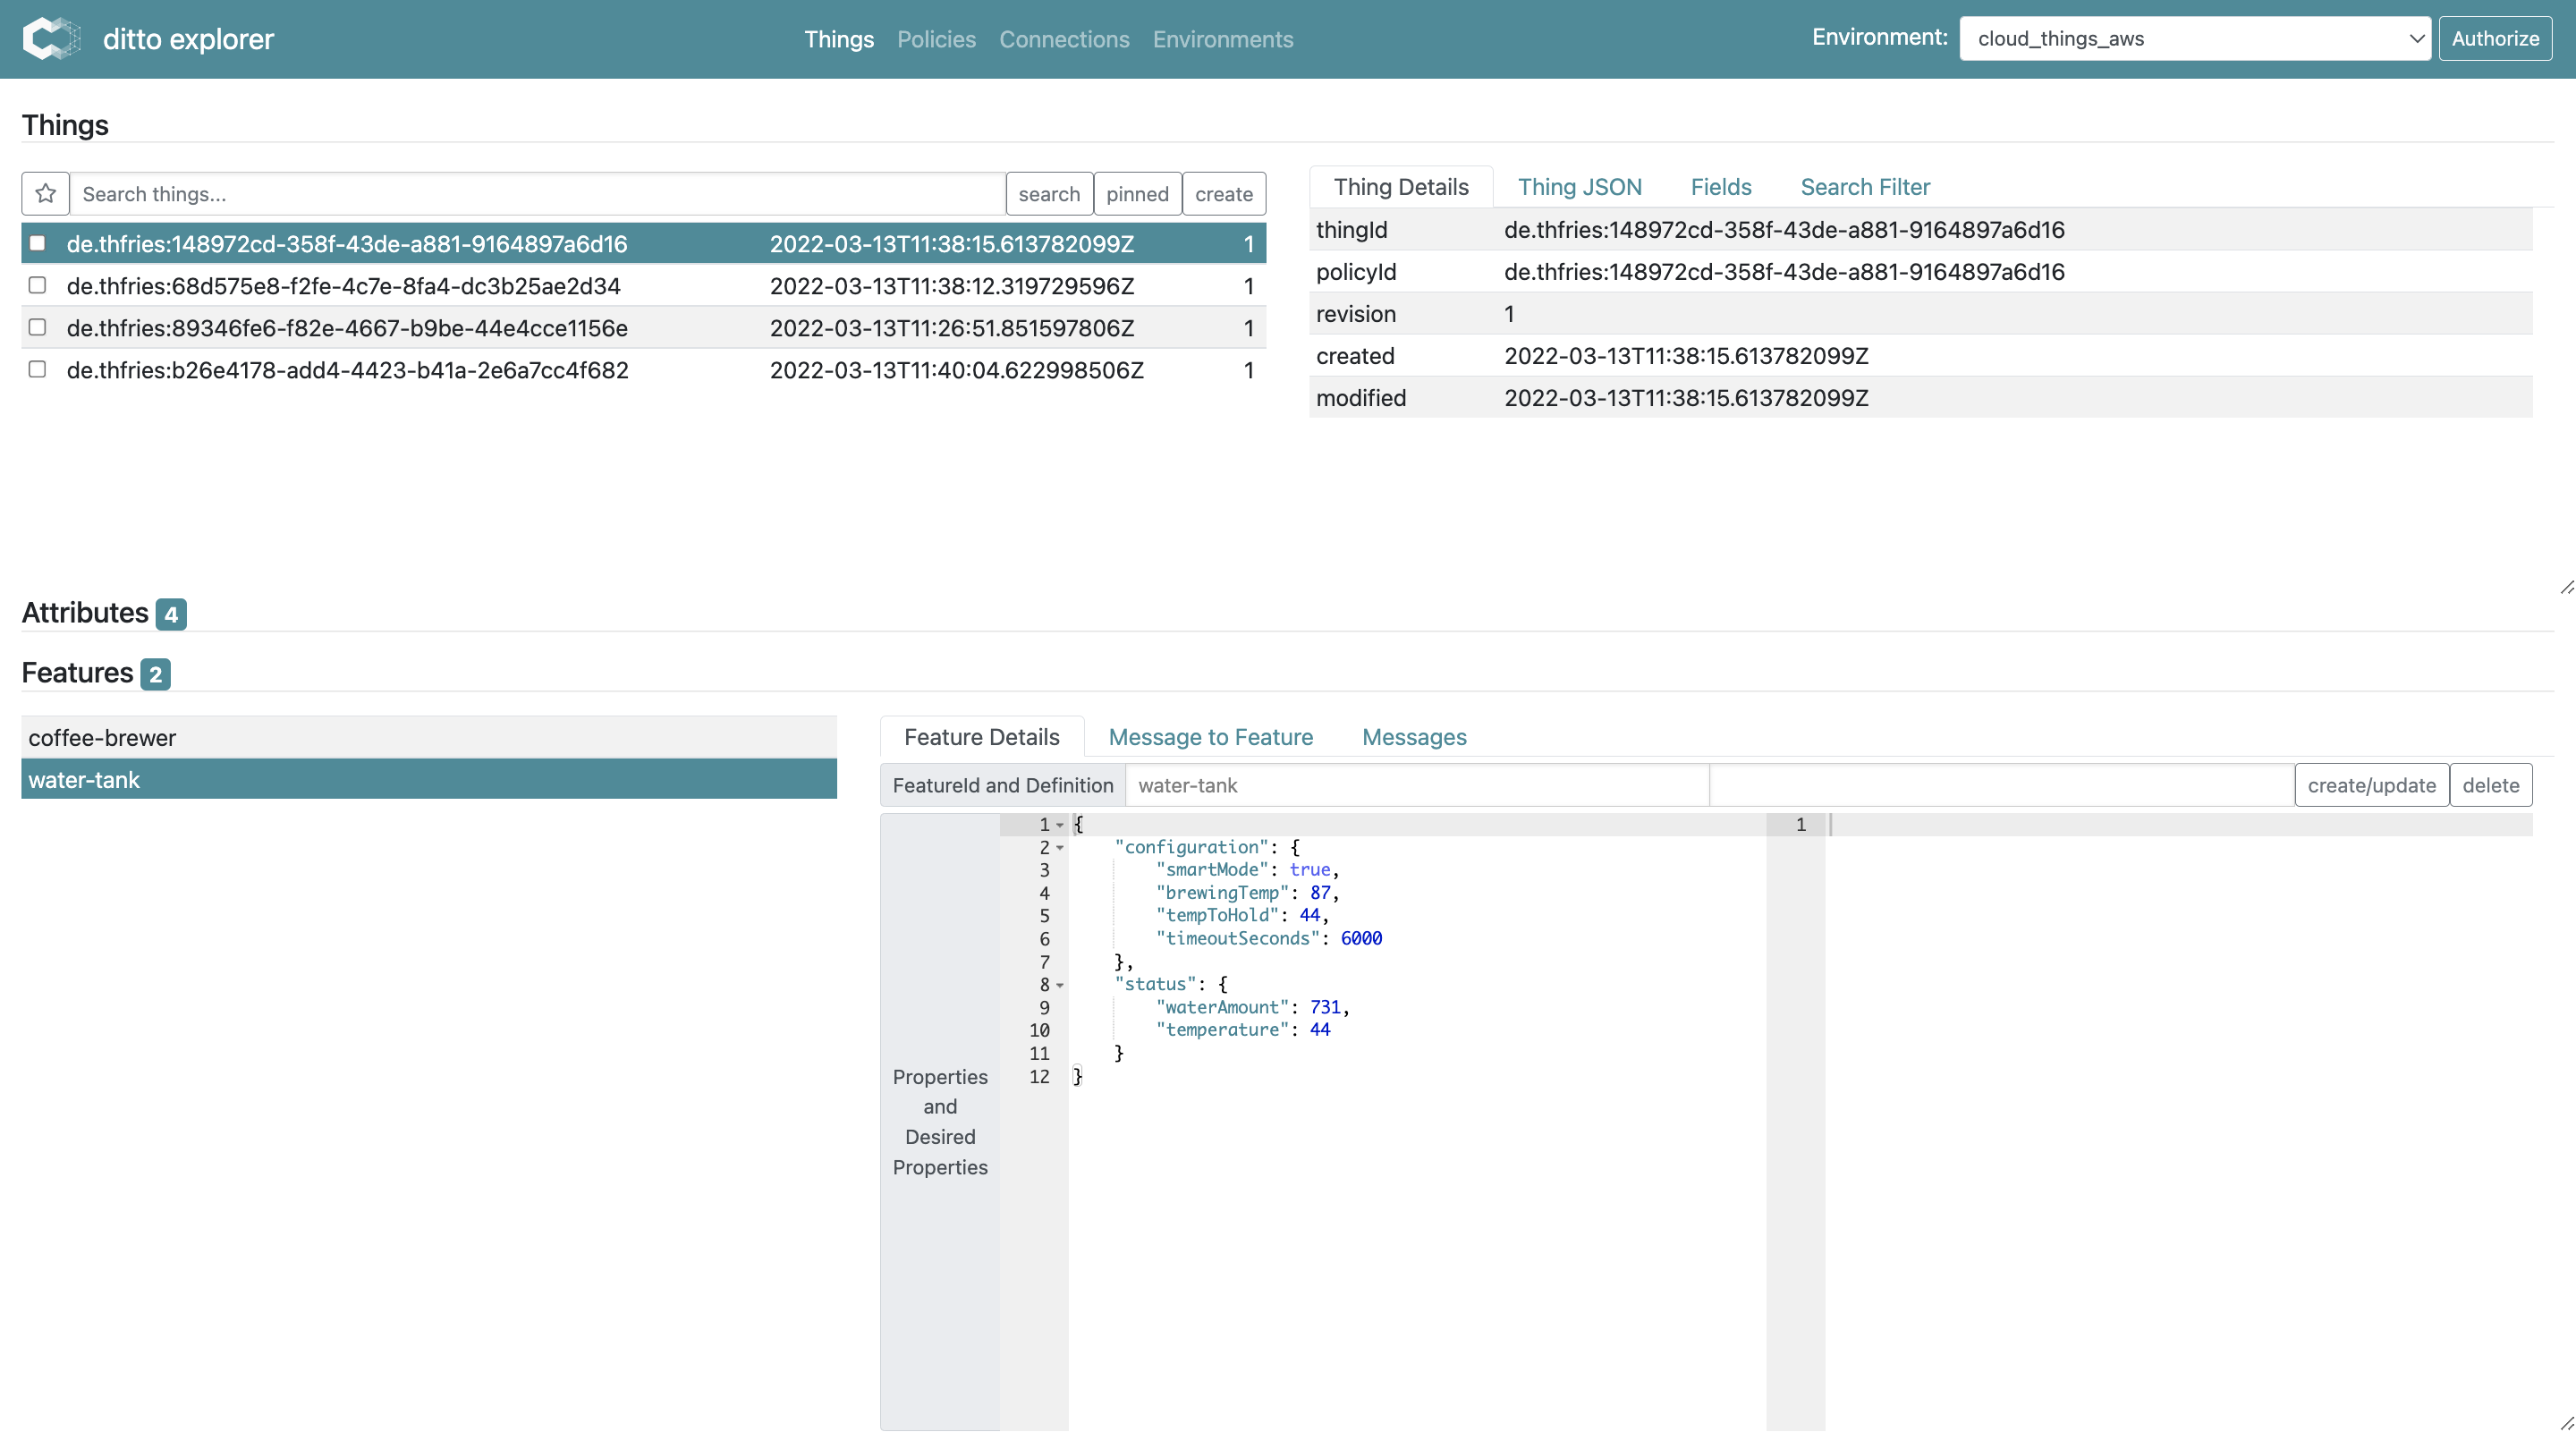 ditto explorer
Things Policies Connections Environments
Environment: cloud_things_aws Authorize
Things
Search things... search pinned create
de.thfries:148972cd-358f-43de-a881-9164897a6d16 2022-03-13T11:38:15.613782099Z 1
de.thfries:68d575e8-f2fe-4c7e-8fa4-dc3b25ae2d34 2022-03-13T11:38:12.319729596Z 1
de.thfries:89346fe6-f82e-4667-b9be-44e4cce1156e 2022-03-13T11:26:51.851597806Z 1
de.thfries:b26e4178-add4-4423-b41a-2e6a7cc4f682 2022-03-13T11:40:04.622998506Z 1
Thing Details Thing JSON Fields Search Filter
thingId de.thfries:148972cd-358f-43de-a881-9164897a6d16
policyId de.thfries:148972cd-358f-43de-a881-9164897a6d16
revision 1
created 2022-03-13T11:38:15.613782099Z
modified 2022-03-13T11:38:15.613782099Z
Attributes 4
Features 2
coffee-brewer
water-tank
Feature Details Message to Feature Messages
FeatureId and Definition water-tank create/update delete
Properties
and
Desired
Properties
1 {
2 "configuration": {
3 "smartMode": true,
4 "brewingTemp": 87,
5 "tempToHold": 44,
6 "timeoutSeconds": 6000
7 },
8 "status": {
9 "waterAmount": 731,
10 "temperature": 44
11 }
12 }
1